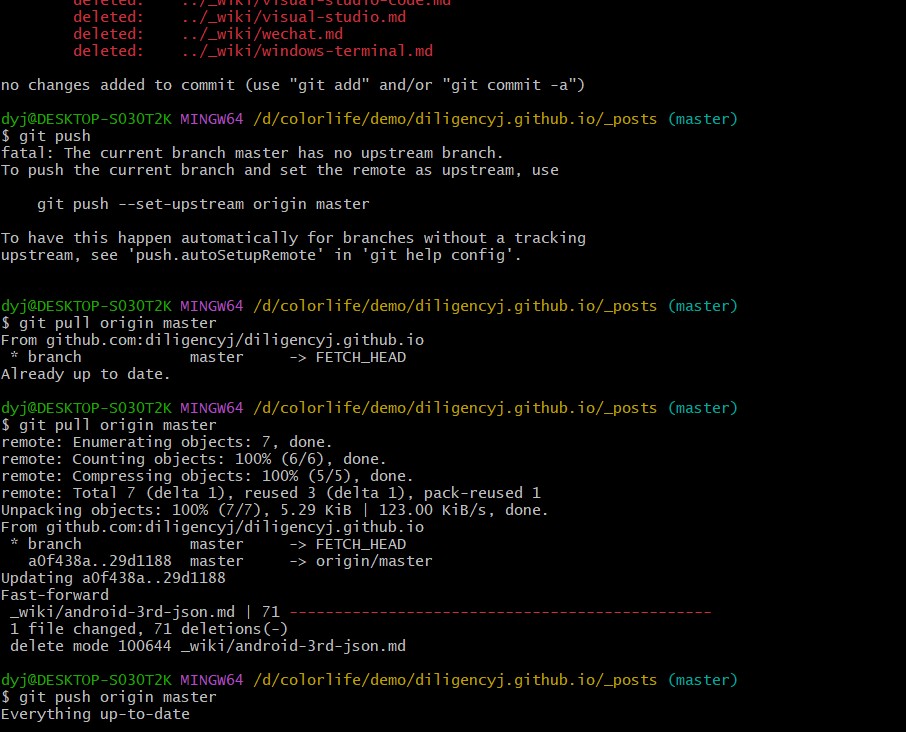 deleted:    ../_wiki/visual-studio-code.md
deleted:    ../_wiki/visual-studio.md
deleted:    ../_wiki/wechat.md
deleted:    ../_wiki/windows-terminal.md
no changes added to commit (use "git add" and/or "git commit -a")
dyj@DESKTOP-SO3OT2K MINGW64 /d/colorlife/demo/diligencyj.github.io/_posts (master)
$ git push
fatal: The current branch master has no upstream branch.
To push the current branch and set the remote as upstream, use
git push --set-upstream origin master
To have this happen automatically for branches without a tracking
upstream, see 'push.autoSetupRemote' in 'git help config'.
dyj@DESKTOP-SO3OT2K MINGW64 /d/colorlife/demo/diligencyj.github.io/_posts (master)
$ git pull origin master
From github.com:diligencyj/diligencyj.github.io
* branch            master     -> FETCH_HEAD
Already up to date.
dyj@DESKTOP-SO3OT2K MINGW64 /d/colorlife/demo/diligencyj.github.io/_posts (master)
$ git pull origin master
remote: Enumerating objects: 7, done.
remote: Counting objects: 100% (6/6), done.
remote: Compressing objects: 100% (5/5), done.
remote: Total 7 (delta 1), reused 3 (delta 1), pack-reused 1
Unpacking objects: 100% (7/7), 5.29 KiB | 123.00 KiB/s, done.
From github.com:diligencyj/diligencyj.github.io
* branch            master     -> FETCH_HEAD
a0f438a..29d1188  master     -> origin/master
Updating a0f438a..29d1188
Fast-forward
_wiki/android-3rd-json.md | 71 -----------------------------------------------
1 file changed, 71 deletions(-)
delete mode 100644 _wiki/android-3rd-json.md
dyj@DESKTOP-SO3OT2K MINGW64 /d/colorlife/demo/diligencyj.github.io/_posts (master)
$ git push origin master
Everything up-to-date